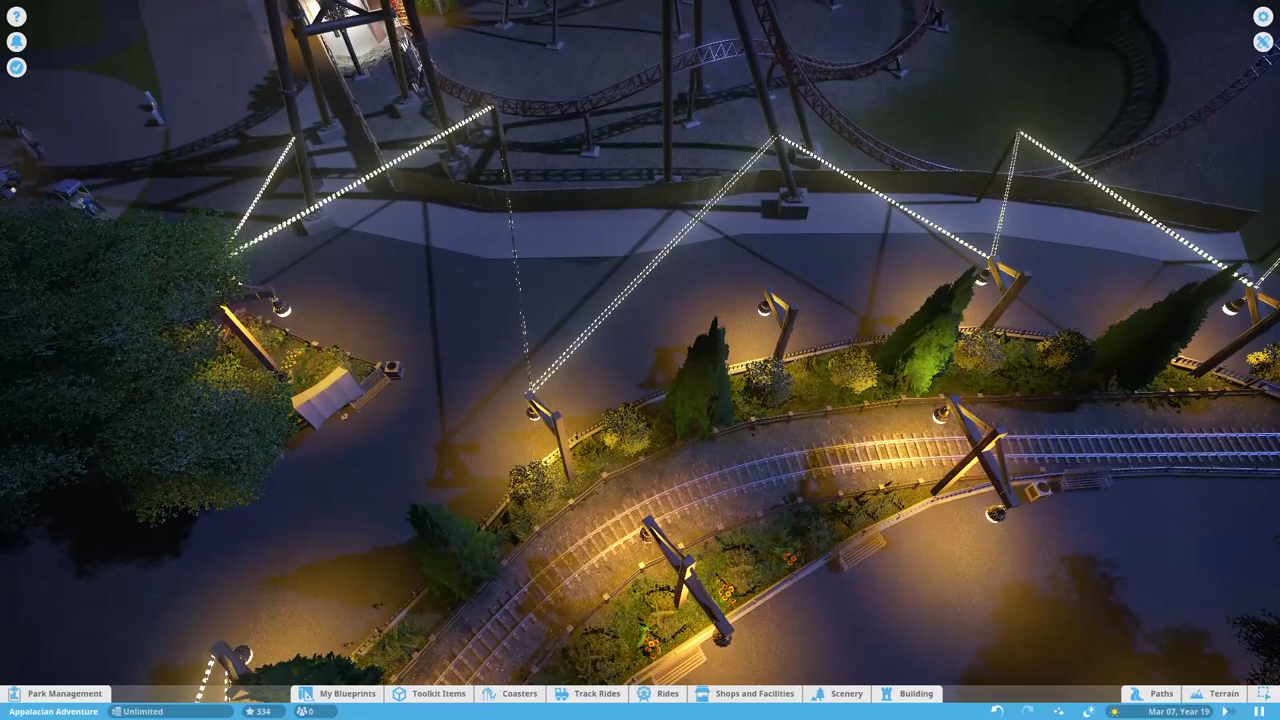 Park Management
My Blueprints
Toolkit Items
Coasters
Track Rides
Rides
Shops and Facilities
Scenery
Building
Paths
Terrain
Appalacian Adventure
Unlimited
334
0
Mar 07, Year 19